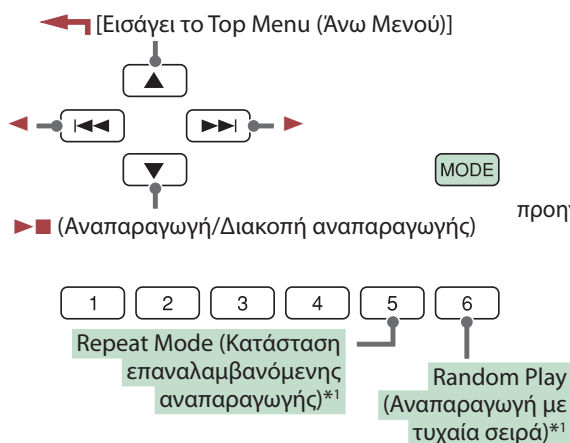 [Εισάγει το Top Menu (Άνω Μενού)]
MODE
προη
(Αναπαραγωγή/Διακοπή αναπαραγωγής)
1 2 3 4 5 6
Repeat Mode (Κατάσταση
επαναλαμβανόμενης
αναπαραγωγής)*1
Random Play
(Αναπαραγωγή με
τυχαία σειρά)*1